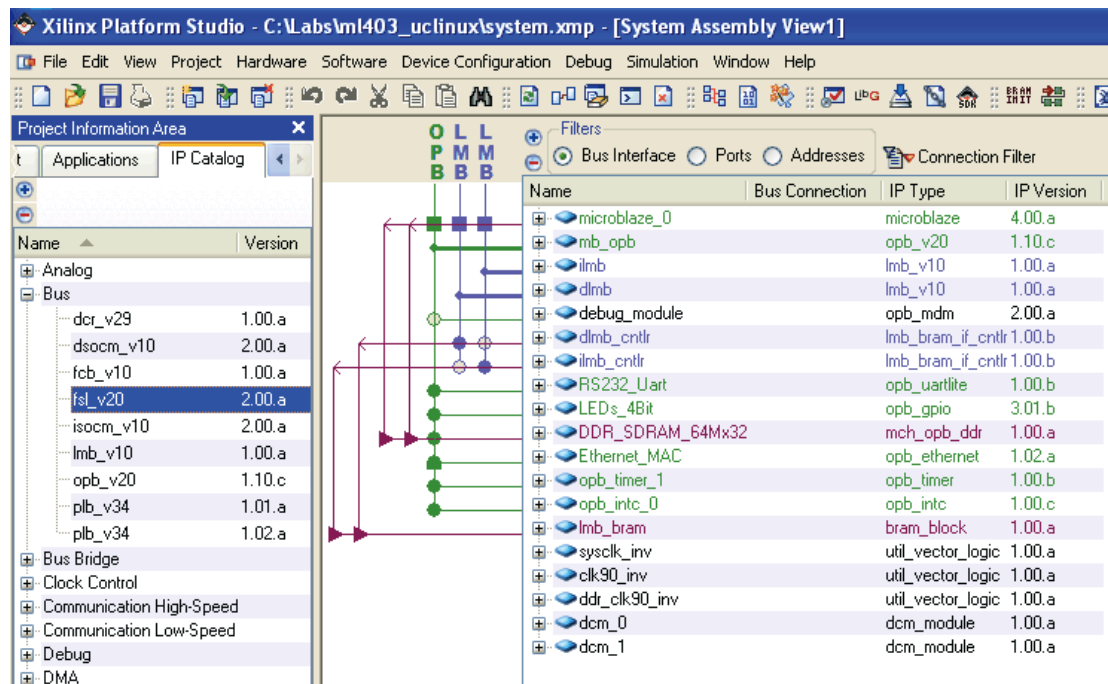 Xilinx Platform Studio - C:\Labs\ml403_uclinux\system.xmp - [System Assembly View1]
File Edit View Project Hardware Software Device Configuration Debug Simulation Window Help
Project Information Area
t Applications IP Catalog
Name Version
Analog
Bus
dcr_v29 1.00.a
dsocm_v10 2.00.a
fcb_v10 1.00.a
fsl_v20 2.00.a
isocm_v10 2.00.a
lmb_v10 1.00.a
opb_v20 1.10.c
plb_v34 1.01.a
plb_v34 1.02.a
Bus Bridge
Clock Control
Communication High-Speed
Communication Low-Speed
Debug
DMA
OPB LMB LMB
Filters
Bus Interface Ports Addresses Connection Filter
Name Bus Connection IP Type IP Version
microblaze_0 microblaze 4.00.a
mb_opb opb_v20 1.10.c
ilmb lmb_v10 1.00.a
dlmb lmb_v10 1.00.a
debug_module opb_mdm 2.00.a
dlmb_cntlr lmb_bram_if_cntlr 1.00.b
ilmb_cntlr lmb_bram_if_cntlr 1.00.b
RS232_Uart opb_uartlite 1.00.b
LEDs_4Bit opb_gpio 3.01.b
DDR_SDRAM_64Mx32 mch_opb_ddr 1.00.a
Ethernet_MAC opb_ethernet 1.02.a
opb_timer_1 opb_timer 1.00.b
opb_intc_0 opb_intc 1.00.c
lmb_bram bram_block 1.00.a
sysclk_inv util_vector_logic 1.00.a
clk90_inv util_vector_logic 1.00.a
ddr_clk90_inv util_vector_logic 1.00.a
dcm_0 dcm_module 1.00.a
dcm_1 dcm_module 1.00.a